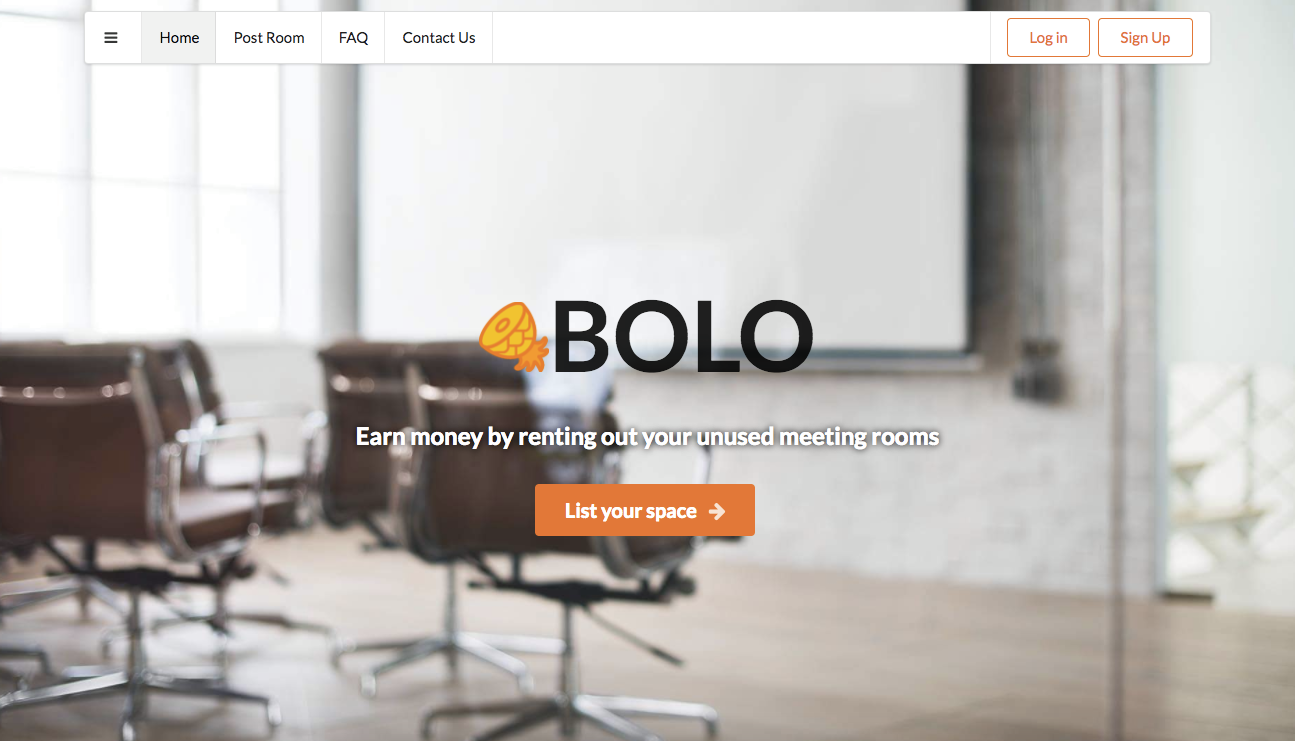 Home Post Room FAQ Contact Us Log in Sign Up
BOLO
Earn money by renting out your unused meeting rooms
List your space